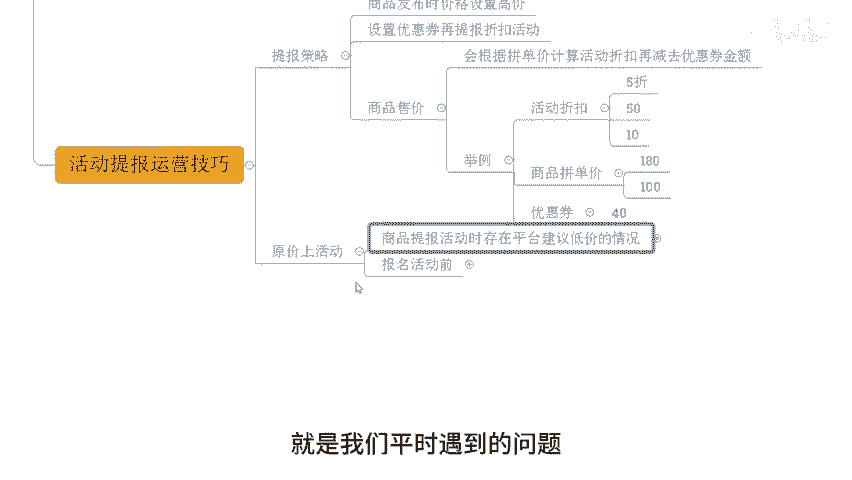 商品发布时价格设置高价
设置优惠券再提报折扣活动
提报策略
会根据拼单价计算活动折扣再减去优惠券金额
5折
商品售价
活动折扣
50
10
举例
180
商品拼单价
100
优惠券
40
活动提报运营技巧
商品提报活动时存在平台建议低价的情况
原价上活动
报名活动前
就是我们平时遇到的问题